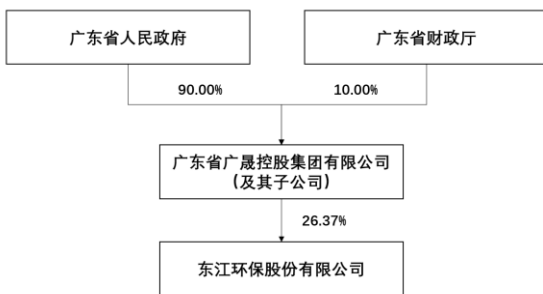 广东省人民政府
广东省财政厅
90.00%
10.00%
广东省广晟控股集团有限公司
(及其子公司)
26.37%
东江环保股份有限公司